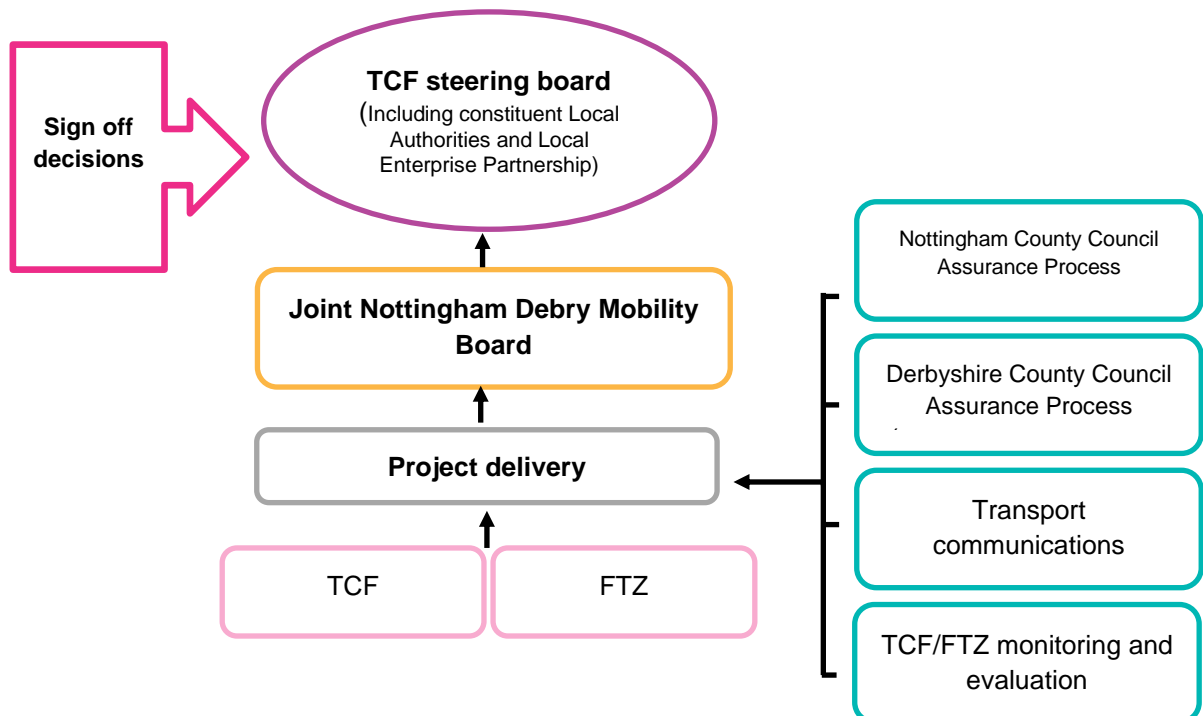 Sign off
decisions
TCF steering board
(Including constituent Local
Authorities and Local
Enterprise Partnership)
Joint Nottingham Debry Mobility
Board
Project delivery
TCF
FTZ
Nottingham County Council
Assurance Process
Derbyshire County Council
Assurance Process
Transport
communications
TCF/FTZ monitoring and
evaluation